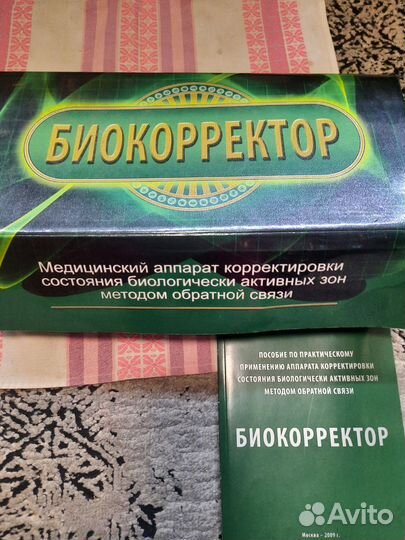 БИОКОРРЕКТОР
Медицинский аппарат корректировки
состояния биологически активных зон
методом обратной связи
ПОСОБИЕ ПО ПРАКТИЧЕСКОМУ
ПРИМЕНЕНИЮ АППАРАТА КОРРЕКТИРОВКИ
СОСТОЯНИЯ БИОЛОГИЧЕСКИ АКТИВНЫХ ЗОН
МЕТОДОМ ОБРАТНОЙ СВЯЗИ
БИОКОРРЕКТОР
Москва - 2009 г.
Avito